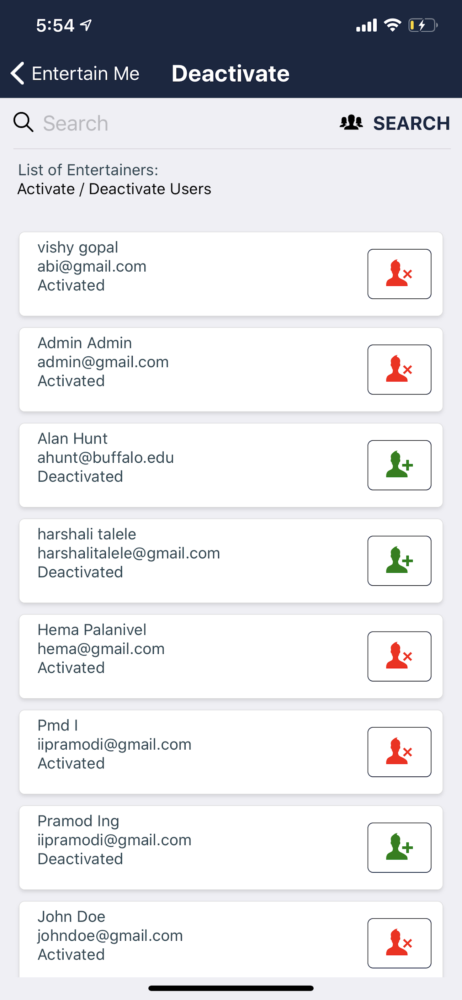 5:54
Entertain Me Deactivate
Search SEARCH
List of Entertainers:
Activate / Deactivate Users
vishy gopal
abi@gmail.com
Activated
Admin Admin
admin@gmail.com
Activated
Alan Hunt
ahunt@buffalo.edu
Deactivated
harshali talele
harshalitalele@gmail.com
Deactivated
Hema Palanivel
hema@gmail.com
Activated
Pmd I
iipramodi@gmail.com
Activated
Pramod Ing
iipramodi@gmail.com
Deactivated
John Doe
johndoe@gmail.com
Activated